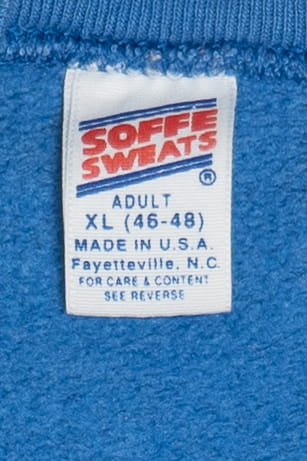 SOFFE
SWEATS
®
ADULT
XL (46-48)
MADE IN U.S.A.
Fayetteville, N.C.
FOR CARE & CONTENT
SEE REVERSE